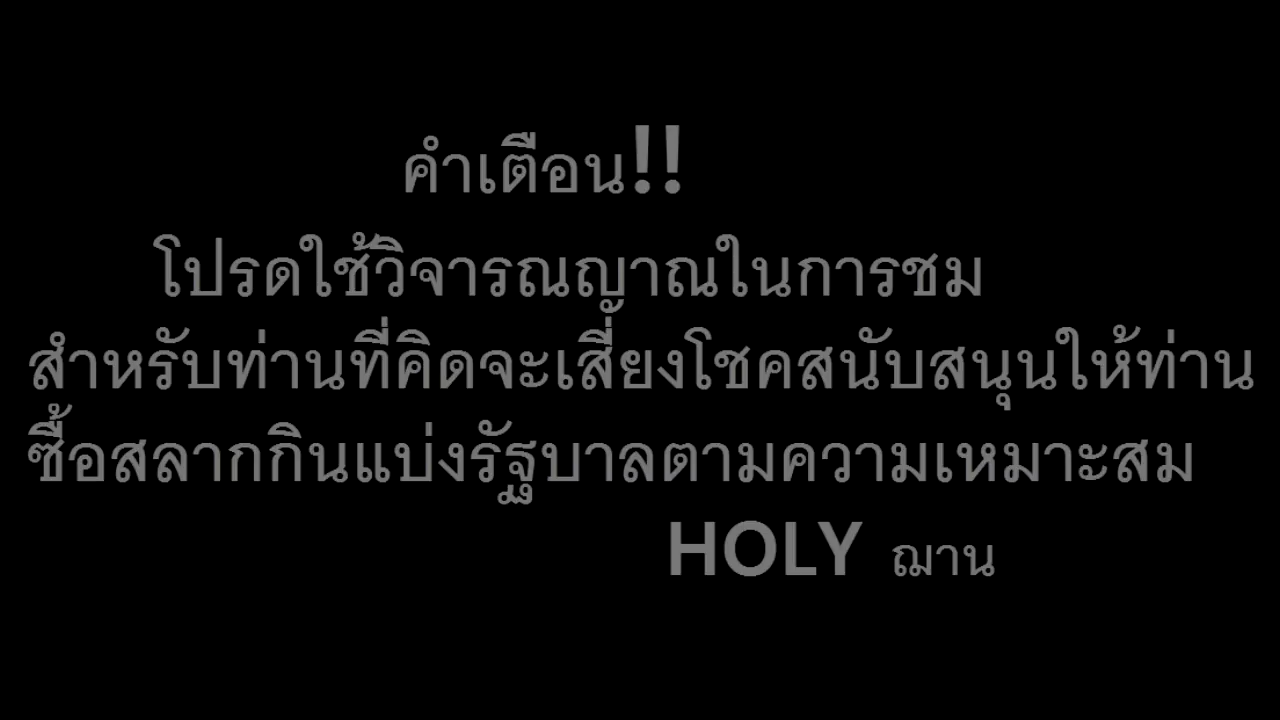 คำเตือน!!
โปรดใช้วิจารณญาณในการชม
สำหรับท่านที่คิดจะเสี่ยงโชคสนับสนุนให้ท่าน
ซื้อสลากกินแบ่งรัฐบาลตามความเหมาะสม
HOLY ฌาน